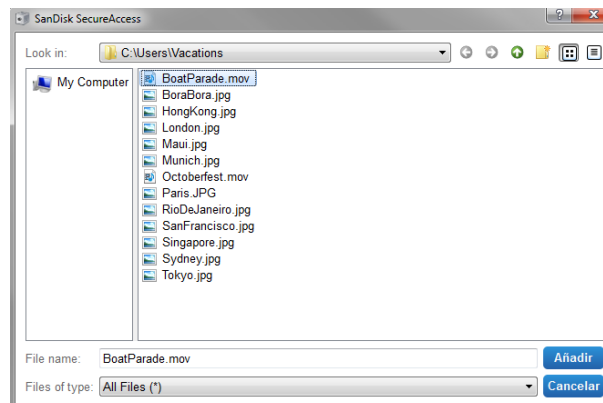 SanDisk SecureAccess
?
X
Look in: C:\Users\Vacations
My Computer
BoatParade.mov
BoraBora.jpg
HongKong.jpg
London.jpg
Maui.jpg
Munich.jpg
Octoberfest.mov
Paris.JPG
RioDeJaneiro.jpg
SanFrancisco.jpg
Singapore.jpg
Sydney.jpg
Tokyo.jpg
File name: BoatParade.mov Añadir
Files of type: All Files (*) Cancelar